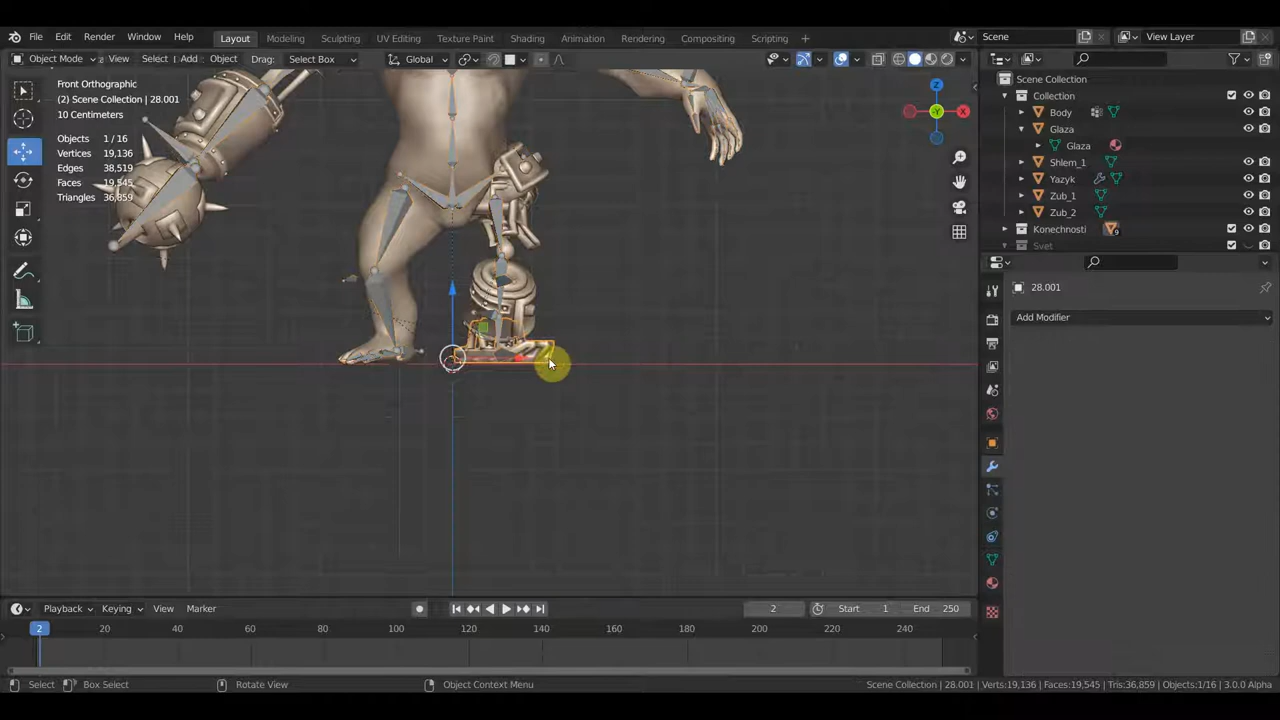 File Edit Render Window Help Layout Modeling Sculpting UV Editing Texture Paint Shading Animation Rendering Compositing Scripting + Scene View Layer
Object Mode View Select Add Object Drag: Select Box Global
Front Orthographic
(2) Scene Collection | 28.001
10 Centimeters
Objects 1 / 16
Vertices 19,136
Edges 38,519
Faces 19,545
Triangles 36,859
Z
X
Y
Scene Collection
Collection
Body
Glaza
Glaza
Shlem_1
Yazyk
Zub_1
Zub_2
Konechnosti 9
Svet
28.001
Add Modifier
Playback Keying View Marker 2 Start 1 End 250
2 20 40 60 80 100 120 140 160 180 200 220 240
Select Box Select Rotate View Object Context Menu Scene Collection | 28.001 | Verts:19,136 | Faces:19,545 | Tris:36,859 | Objects:1/16 | 3.0.0 Alpha